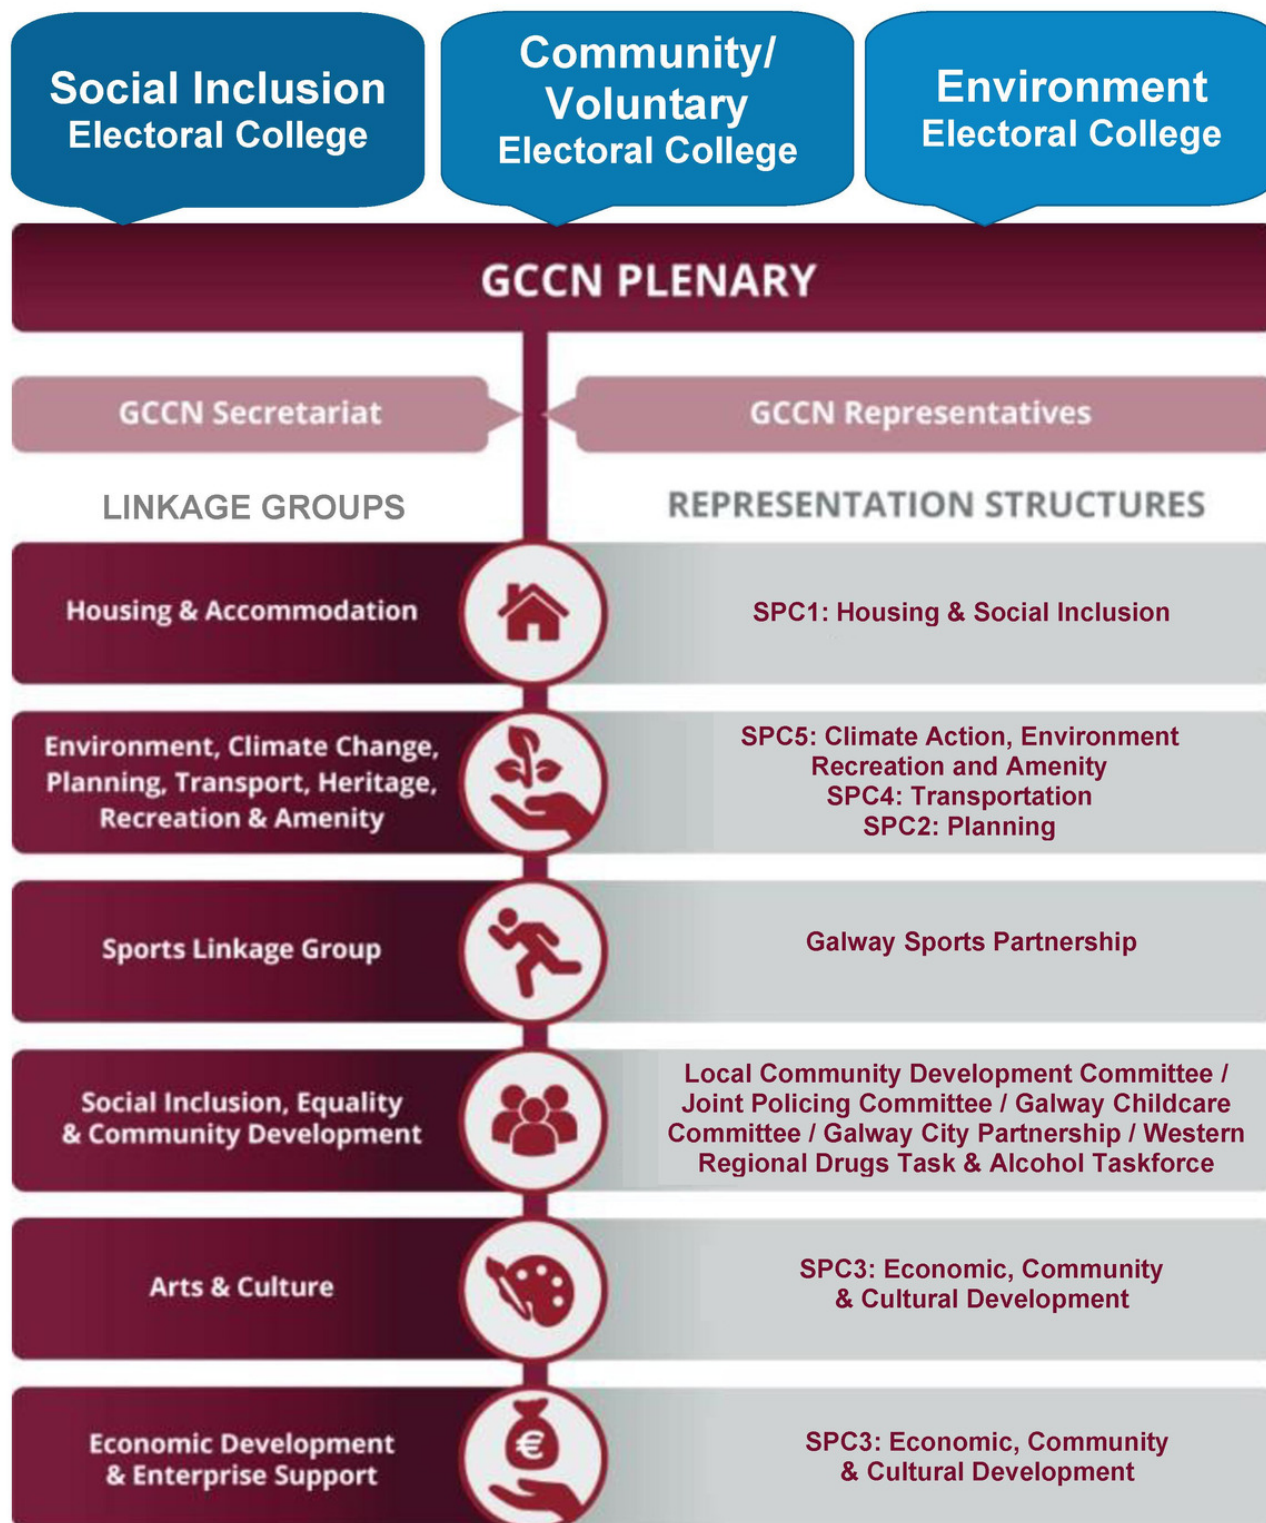 Social Inclusion
Electoral College
Community/
Voluntary
Electoral College
Environment
Electoral College
GCCN PLENARY
GCCN Secretariat
GCCN Representatives
LINKAGE GROUPS
REPRESENTATION STRUCTURES
Housing & Accommodation
SPC1: Housing & Social Inclusion
Environment, Climate Change,
Planning, Transport, Heritage,
Recreation & Amenity
SPC5: Climate Action, Environment
Recreation and Amenity
SPC4: Transportation
SPC2: Planning
Sports Linkage Group
Galway Sports Partnership
Social Inclusion, Equality
& Community Development
Local Community Development Committee /
Joint Policing Committee / Galway Childcare
Committee / Galway City Partnership / Western
Regional Drugs Task & Alcohol Taskforce
Arts & Culture
SPC3: Economic, Community
& Cultural Development
Economic Development
& Enterprise Support
€
SPC3: Economic, Community
& Cultural Development